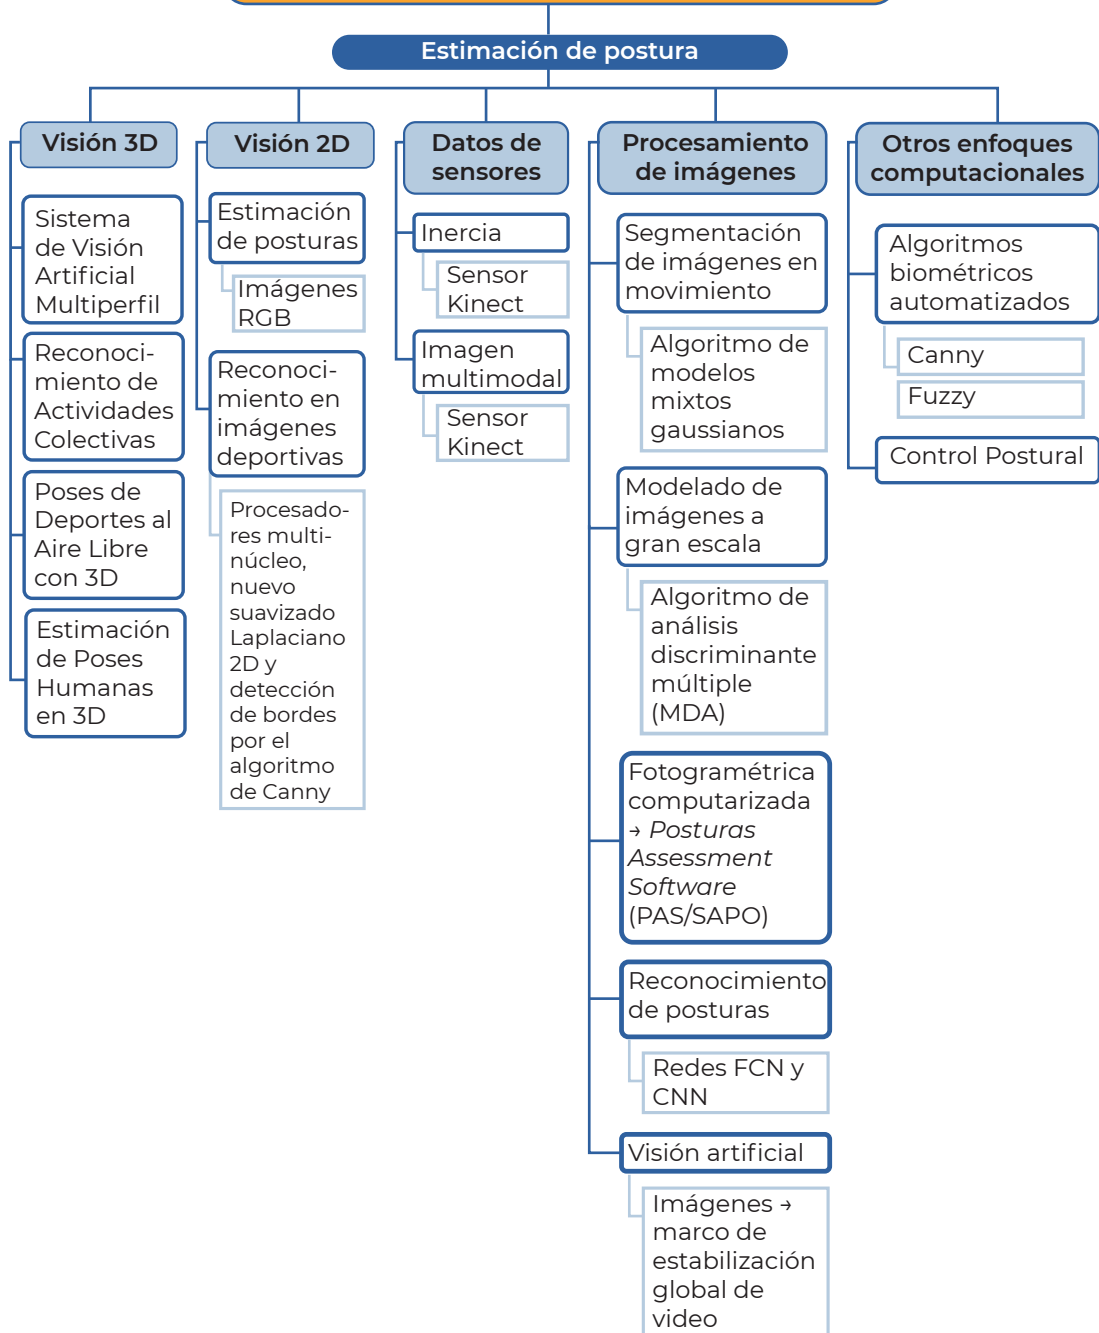 Estimación de postura
Visión 3D
Sistema
de Visión
Artificial
Multiperfil
Reconoci-
miento de
Actividades
Colectivas
Poses de
Deportes al
Aire Libre
con 3D
Estimación
de Poses
Humanas
en 3D
Visión 2D
Estimación
de posturas
Imágenes
RGB
Reconoci-
miento en
imágenes
deportivas
Procesado-
res multi-
núcleo,
nuevo
suavizado
Laplaciano
2D y
detección
de bordes
por el
algoritmo
de Canny
Datos de
sensores
Inercia
Sensor
Kinect
Imagen
multimodal
Sensor
Kinect
Procesamiento
de imágenes
Segmentación
de imágenes en
movimiento
Algoritmo de
modelos
mixtos
gaussianos
Modelado de
imágenes a
gran escala
Algoritmo de
análisis
discriminante
múltiple
(MDA)
Fotogramétrica
computarizada
→ Posturas
Assessment
Software
(PAS/SAPO)
Reconocimiento
de posturas
Redes FCN y
CNN
Visión artificial
Imágenes →
marco de
estabilización
global de
video
Otros enfoques
computacionales
Algoritmos
biométricos
automatizados
Canny
Fuzzy
Control Postural